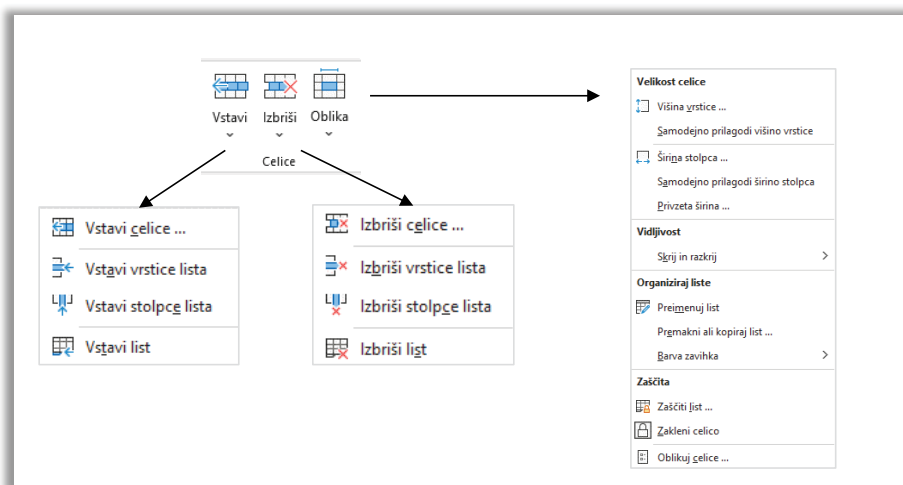 Vstavi
Izbriši
Oblika
Celice
Vstavi celice ...
Vstavi vrstice lista
Vstavi stolpce lista
Vstavi list
Izbriši celice ...
Izbriši vrstice lista
Izbriši stolpce lista
Izbriši list
Velikost celice
Višina vrstice ...
Samodejno prilagodi višino vrstice
Širina stolpca ...
Samodejno prilagodi širino stolpca
Privzeta širina ...
Vidljivost
Skrij in razkrij
Organiziraj liste
Preimenuj list
Premakni ali kopiraj list ...
Barva zavihka
Zaščita
Zaščiti list ...
Zakleni celico
Oblikuj celice ...